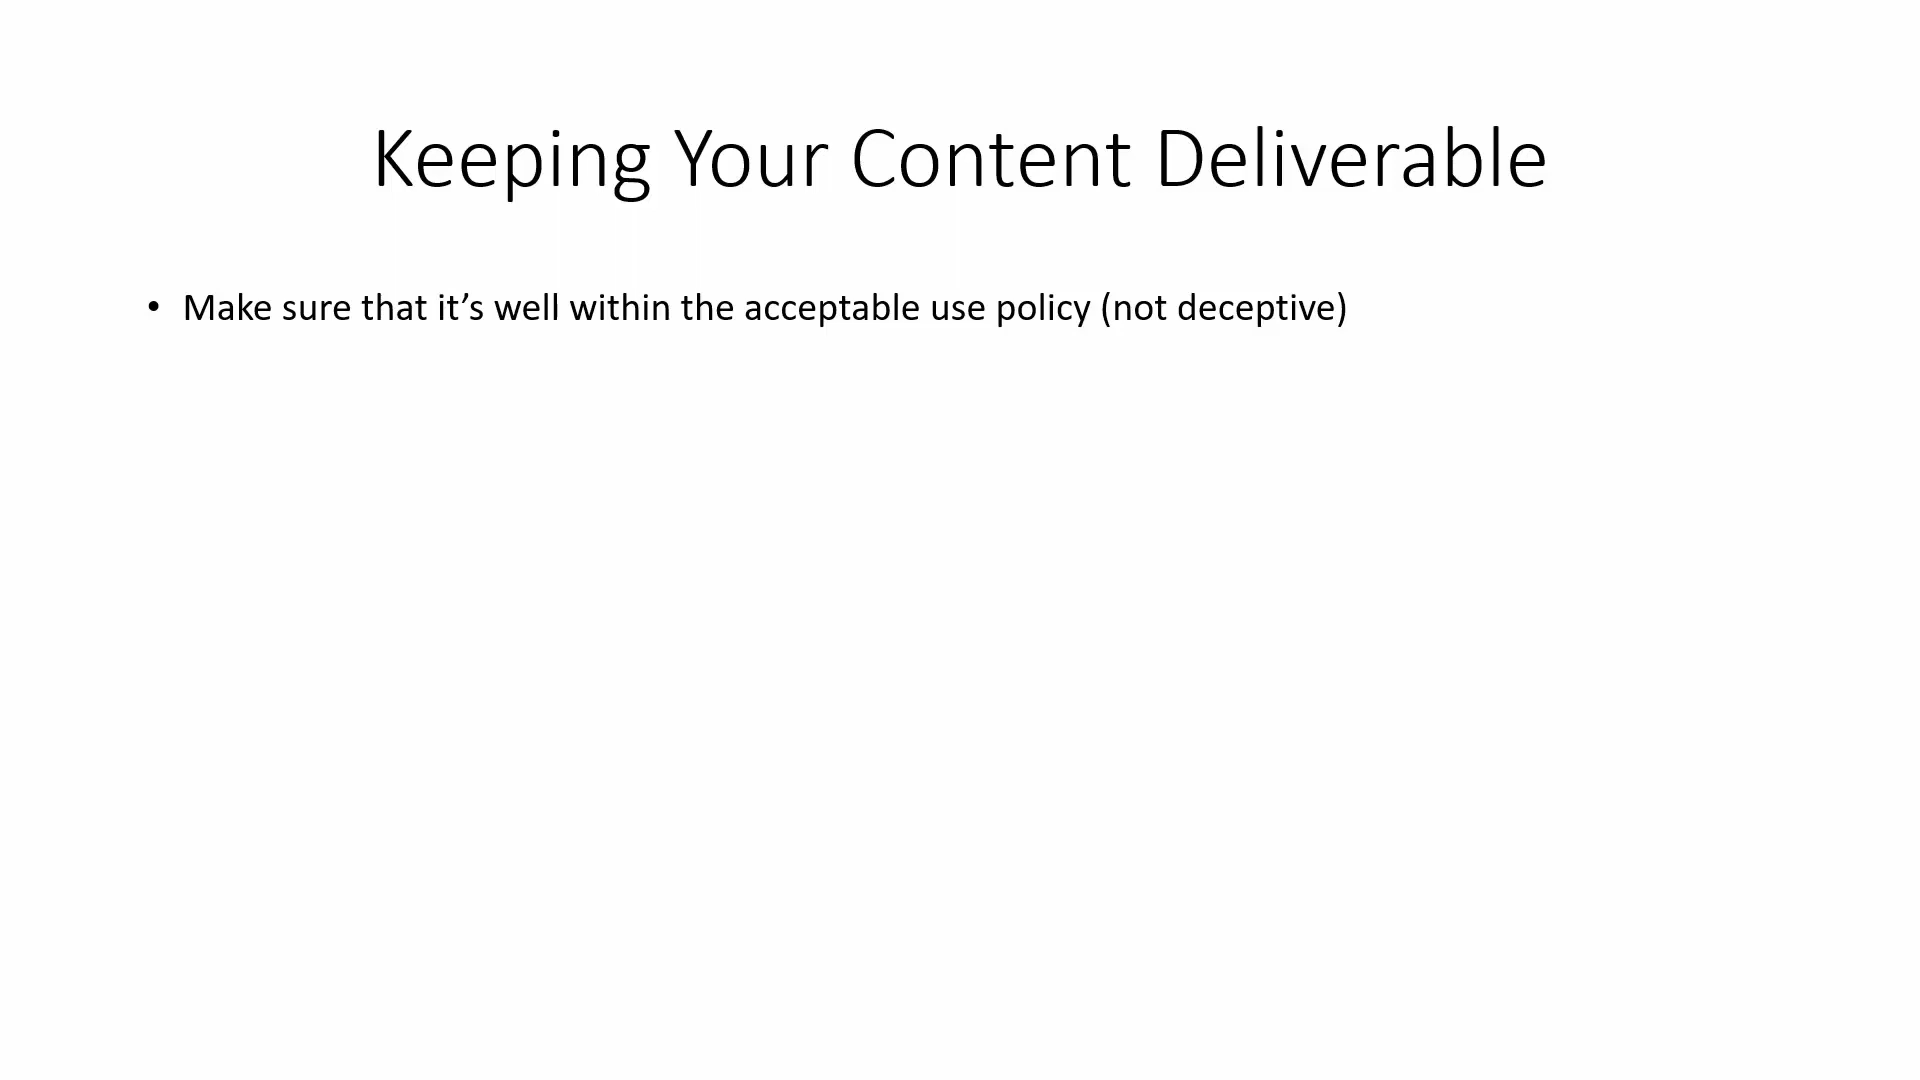 Keeping Your Content Deliverable
• Make sure that it’s well within the acceptable use policy (not deceptive)